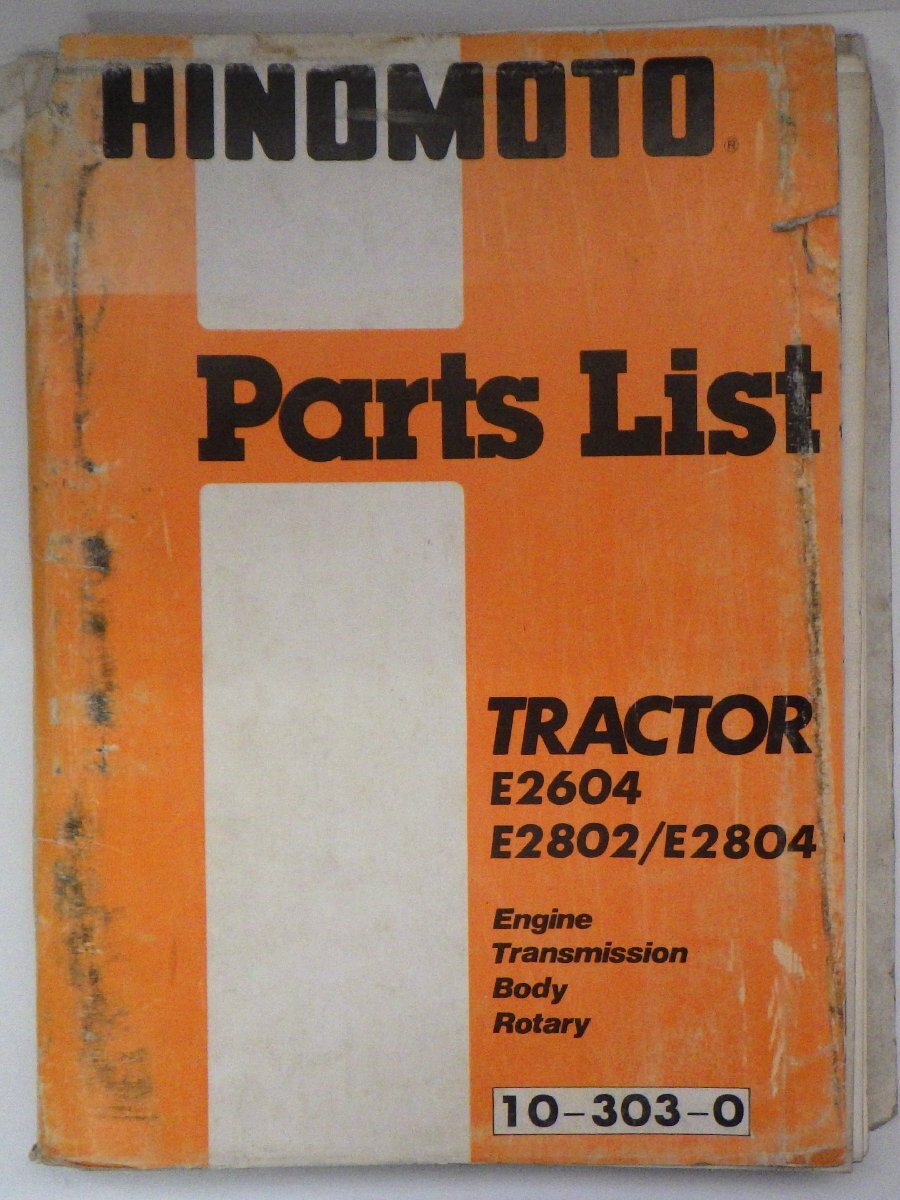 HINOMOTO ®
Parts List
TRACTOR
E2604
E2802/E2804
Engine
Transmission
Body
Rotary
10-303-0